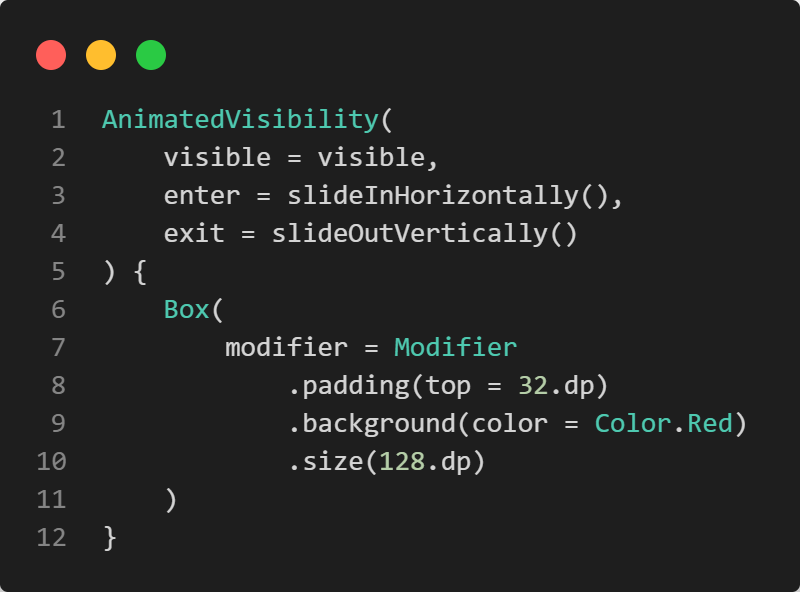 1 AnimatedVisibility(
2     visible = visible,
3     enter = slideInHorizontally(),
4     exit = slideOutVertically()
5 ) {
6     Box(
7         modifier = Modifier
8             .padding(top = 32.dp)
9             .background(color = Color.Red)
10             .size(128.dp)
11     )
12 }